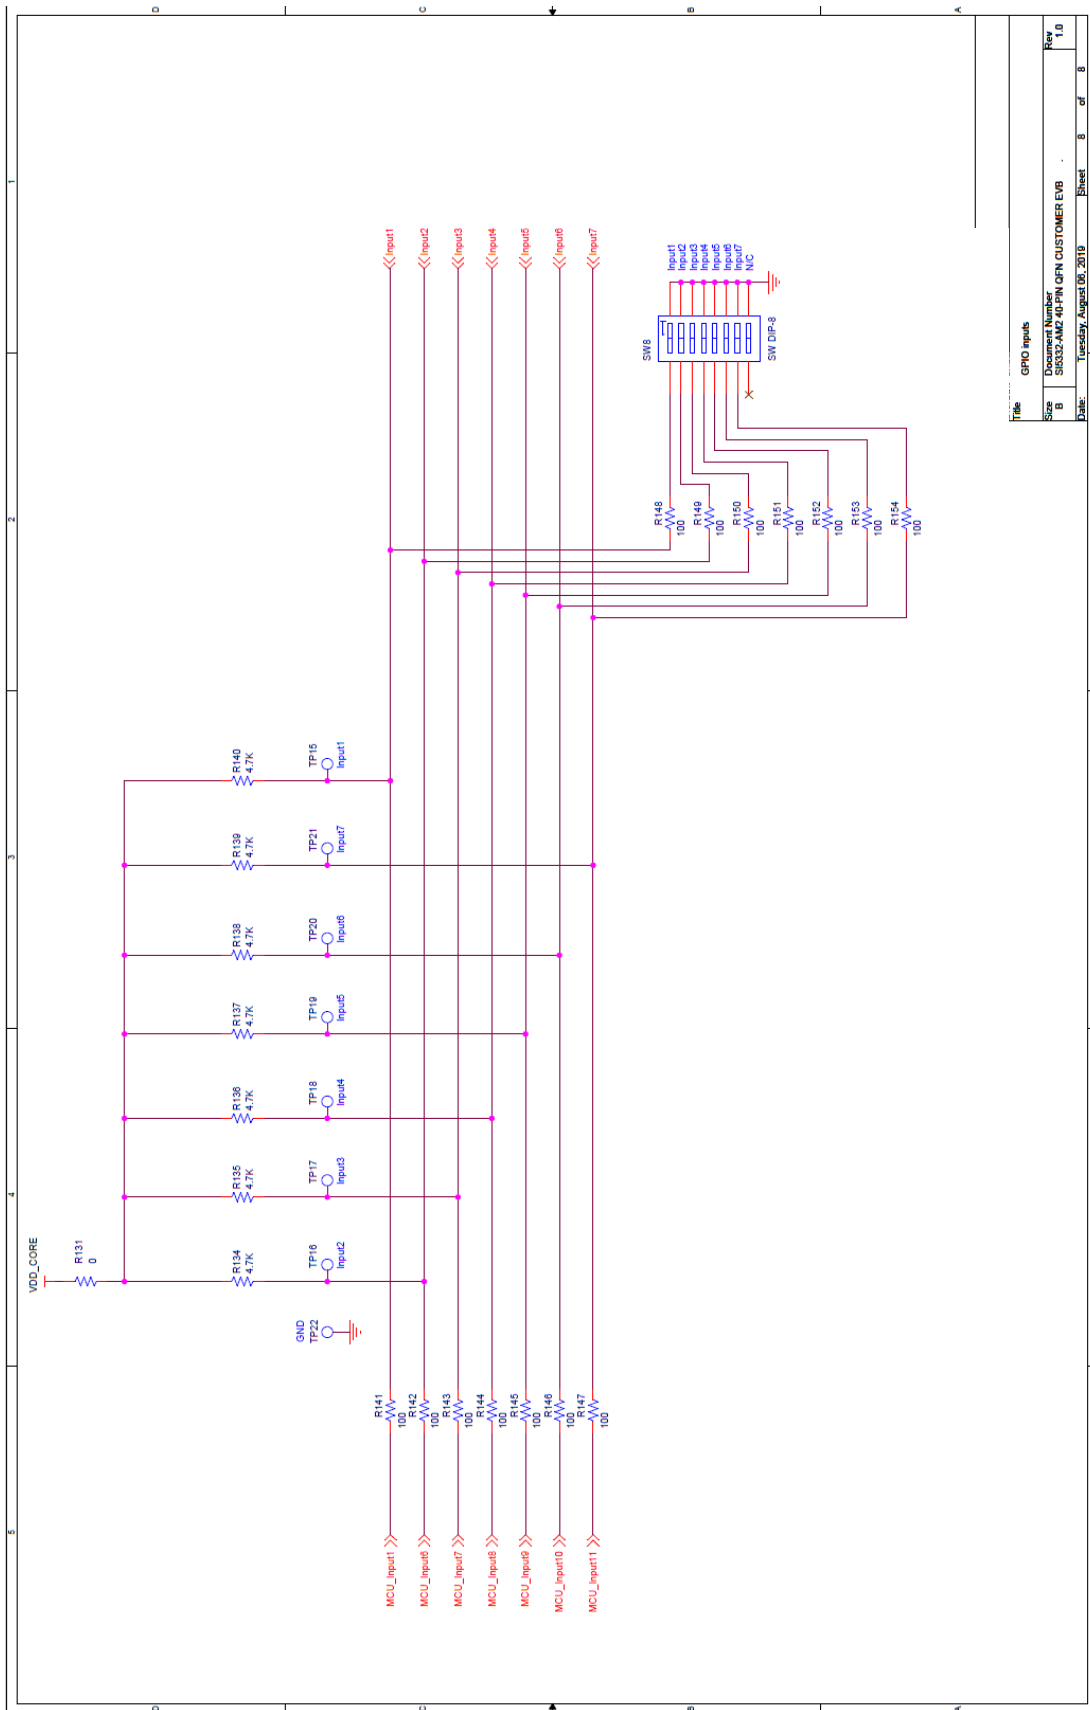 5
4
3
2
1
D
D
C
C
B
B
A
A
VDD_CORE
R131
0
R134
4.7K
R135
4.7K
R136
4.7K
R137
4.7K
R138
4.7K
R139
4.7K
R140
4.7K
GND
TP22
TP16
Input2
TP17
Input3
TP18
Input4
TP19
Input5
TP20
Input6
TP21
Input7
TP15
Input1
MCU_Input1
R141
100
Input1
MCU_Input6
R142
100
Input2
MCU_Input7
R143
100
Input3
MCU_Input8
R144
100
Input4
MCU_Input9
R145
100
Input5
MCU_Input10
R146
100
Input6
MCU_Input11
R147
100
Input7
R148
100
R149
100
R150
100
R151
100
R152
100
R153
100
R154
100
SW8
SW DIP-8
Input1
Input2
Input3
Input4
Input5
Input6
Input7
N/C
Title
GPIO inputs
Size
B
Document Number
SI5332-AM2 40-PIN QFN CUSTOMER EVB
Rev
1.0
Date:
Tuesday, August 06, 2019
Sheet
8
of
8